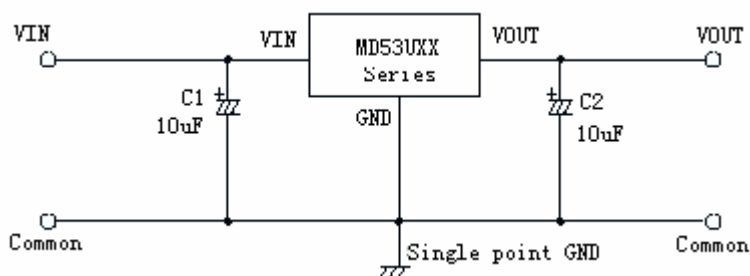 VIN
VIN
MD53UXX
Series
VOUT
VOUT
C1
10uF
GND
C2
10uF
Common
Single point GND
Common